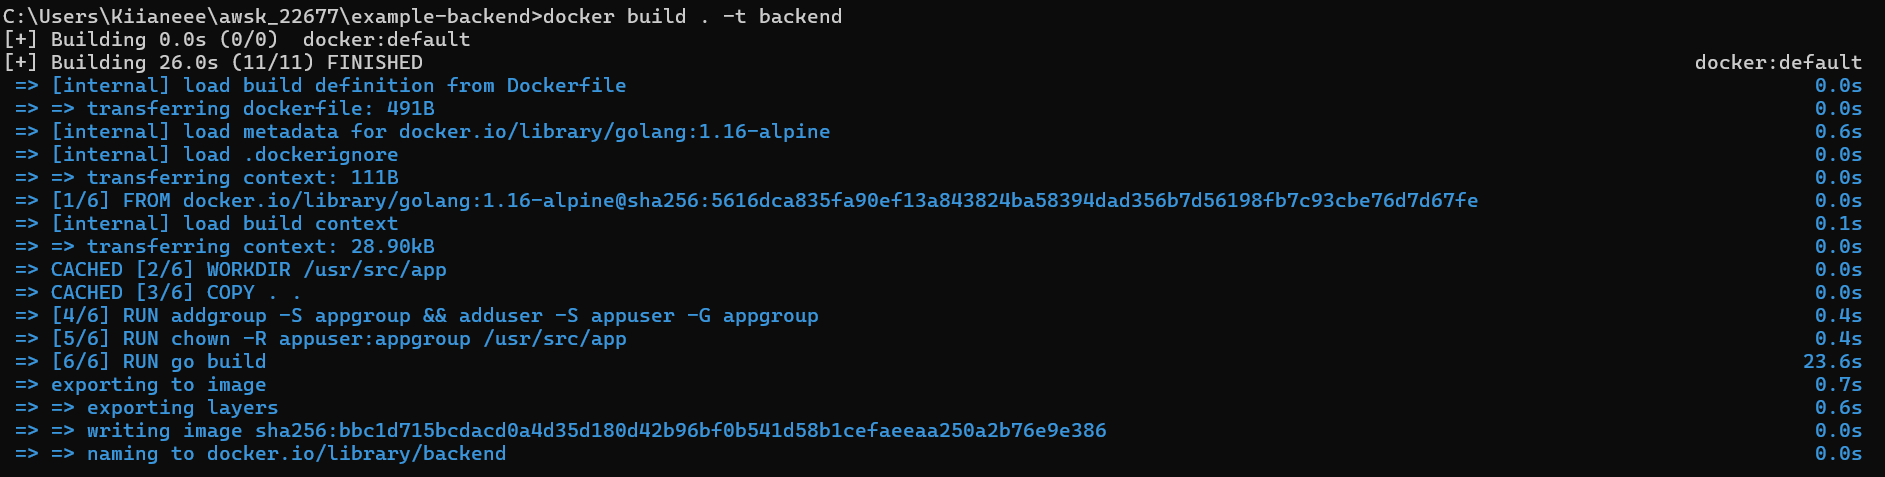 C:\Users\Kiianeee\awsk_22677\example-backend>docker build . -t backend
[+] Building 0.0s (0/0)  docker:default
[+] Building 26.0s (11/11) FINISHED docker:default
=> [internal] load build definition from Dockerfile 0.0s
=> => transferring dockerfile: 491B 0.0s
=> [internal] load metadata for docker.io/library/golang:1.16-alpine 0.6s
=> [internal] load .dockerignore 0.0s
=> => transferring context: 111B 0.0s
=> [1/6] FROM docker.io/library/golang:1.16-alpine@sha256:5616dca835fa90ef13a843824ba58394dad356b7d56198fb7c93cbe76d7d67fe 0.0s
=> [internal] load build context 0.1s
=> => transferring context: 28.90kB 0.0s
=> CACHED [2/6] WORKDIR /usr/src/app 0.0s
=> CACHED [3/6] COPY . . 0.0s
=> [4/6] RUN addgroup -S appgroup && adduser -S appuser -G appgroup 0.4s
=> [5/6] RUN chown -R appuser:appgroup /usr/src/app 0.4s
=> [6/6] RUN go build 23.6s
=> exporting to image 0.7s
=> => exporting layers 0.6s
=> => writing image sha256:bbc1d715bcdacd0a4d35d180d42b96bf0b541d58b1cefaeeaa250a2b76e9e386 0.0s
=> => naming to docker.io/library/backend 0.0s